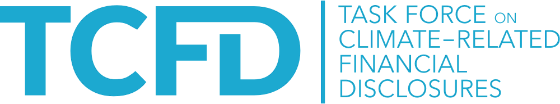 TCFD
TASK FORCE ON
CLIMATE–RELATED
FINANCIAL
DISCLOSURES